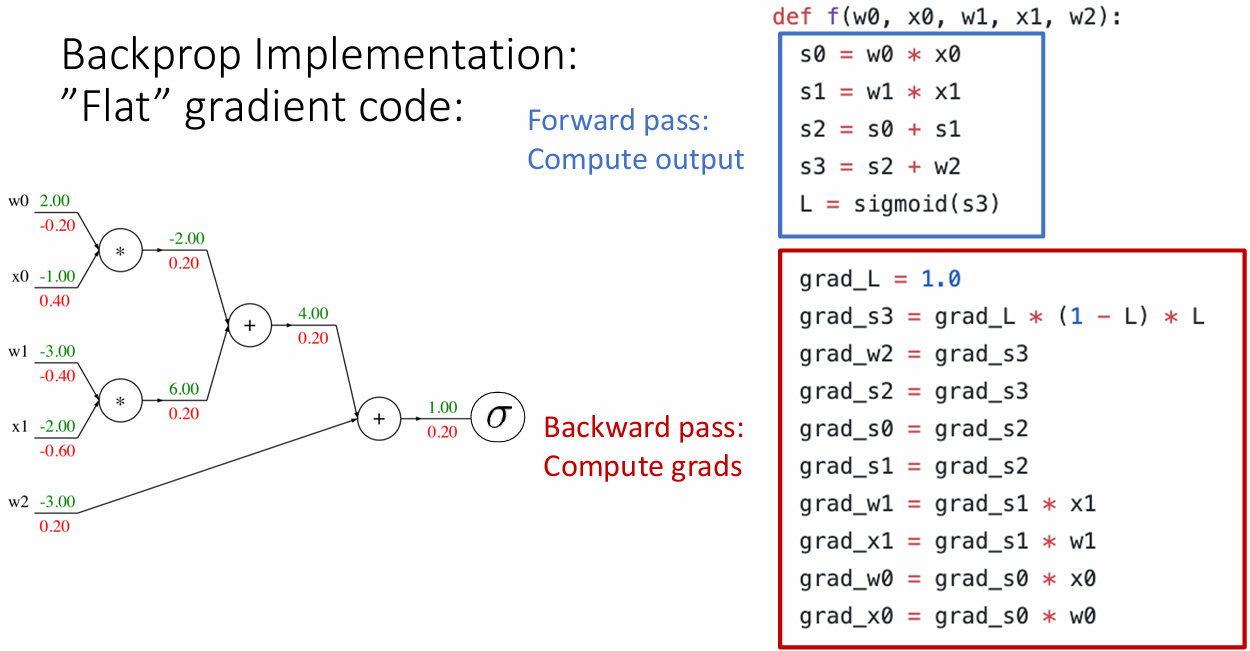 Backprop Implementation:
”Flat” gradient code:
Forward pass:
Compute output
def f(w0, x0, w1, x1, w2):
s0 = w0 * x0
s1 = w1 * x1
s2 = s0 + s1
s3 = s2 + w2
L = sigmoid(s3)
w0 2.00
-0.20
*
-2.00
0.20
x0 -1.00
0.40
+
4.00
0.20
w1 -3.00
-0.40
*
6.00
0.20
x1 -2.00
-0.60
+
1.00
0.20
σ
w2 -3.00
0.20
Backward pass:
Compute grads
grad_L = 1.0
grad_s3 = grad_L * (1 - L) * L
grad_w2 = grad_s3
grad_s2 = grad_s3
grad_s0 = grad_s2
grad_s1 = grad_s2
grad_w1 = grad_s1 * x1
grad_x1 = grad_s1 * w1
grad_w0 = grad_s0 * x0
grad_x0 = grad_s0 * w0